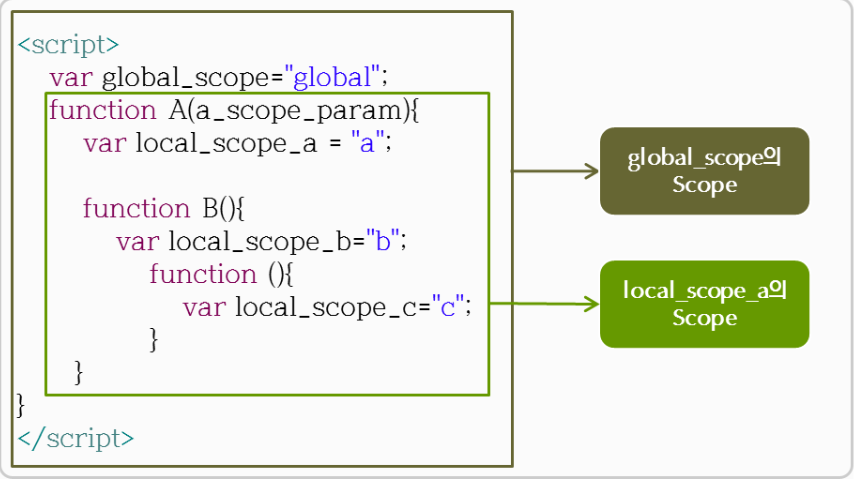 <script>
var global_scope="global";
function A(a_scope_param){
var local_scope_a = "a";
function B(){
var local_scope_b="b";
function (){
var local_scope_c="c";
}
}
}
</script>
global_scope의
Scope
local_scope_a의
Scope